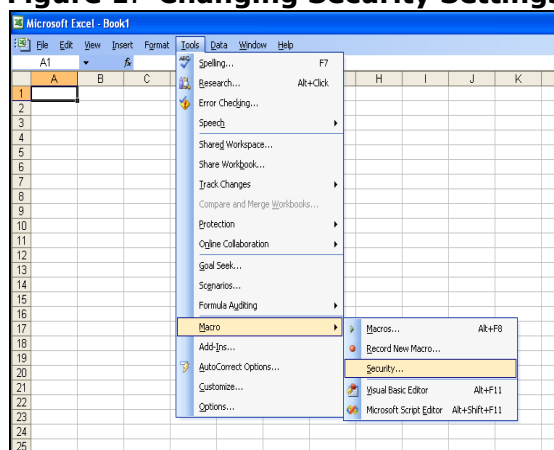 Figure 1: Changing Security Settings
Microsoft Excel - Book1
File Edit View Insert Format Tools Data Window Help
A1 fx
A B C H I J K
Spelling... F7
Research... Alt+Click
Error Checking...
Speech
Shared Workspace...
Share Workbook...
Track Changes
Compare and Merge Workbooks...
Protection
Online Collaboration
Goal Seek...
Scenarios...
Formula Auditing
Macro
Add-Ins...
AutoCorrect Options...
Customize...
Options...
Macros... Alt+F8
Record New Macro...
Security...
Visual Basic Editor Alt+F11
Microsoft Script Editor Alt+Shift+F11
1
2
3
4
5
6
7
8
9
10
11
12
13
14
15
16
17
18
19
20
21
22
23
24
25